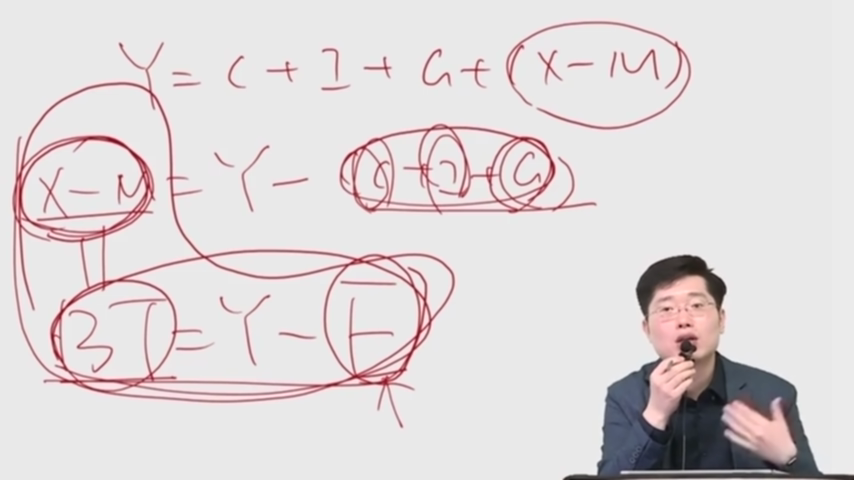 Y = C + I + G + (X - M)
X - M = Y - (C + I + G)
BT = Y - E